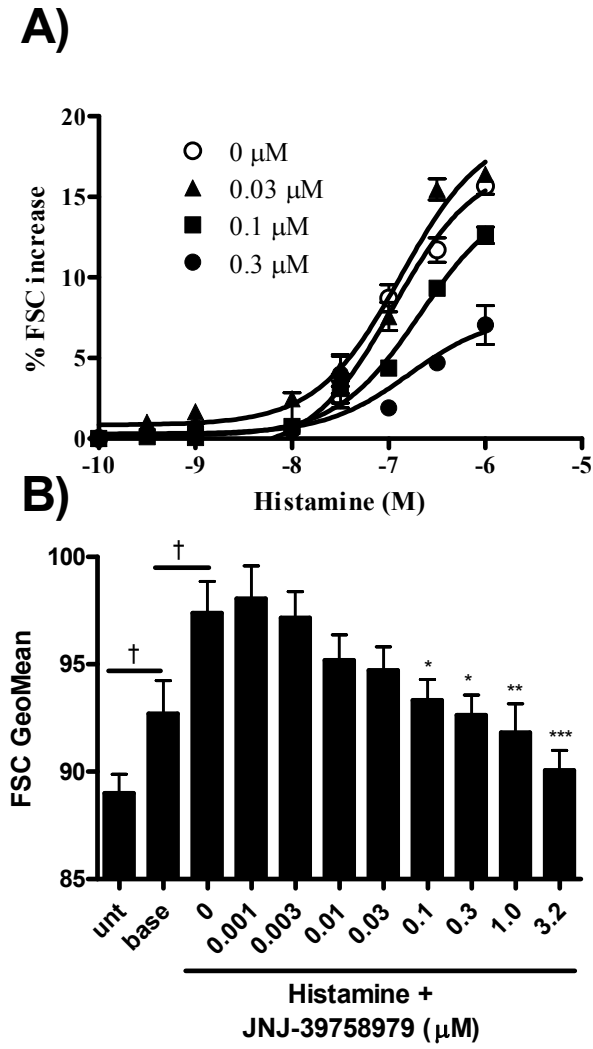 A)
20
15
10
5
0
% FSC increase
0 μM
0.03 μM
0.1 μM
0.3 μM
-10 -9 -8 -7 -6 -5
Histamine (M)
B)
100
95
90
85
FSC GeoMean
† †
* * ** ***
unt base 0 0.001 0.003 0.01 0.03 0.1 0.3 1.0 3.2
Histamine +
JNJ-39758979 (μM)